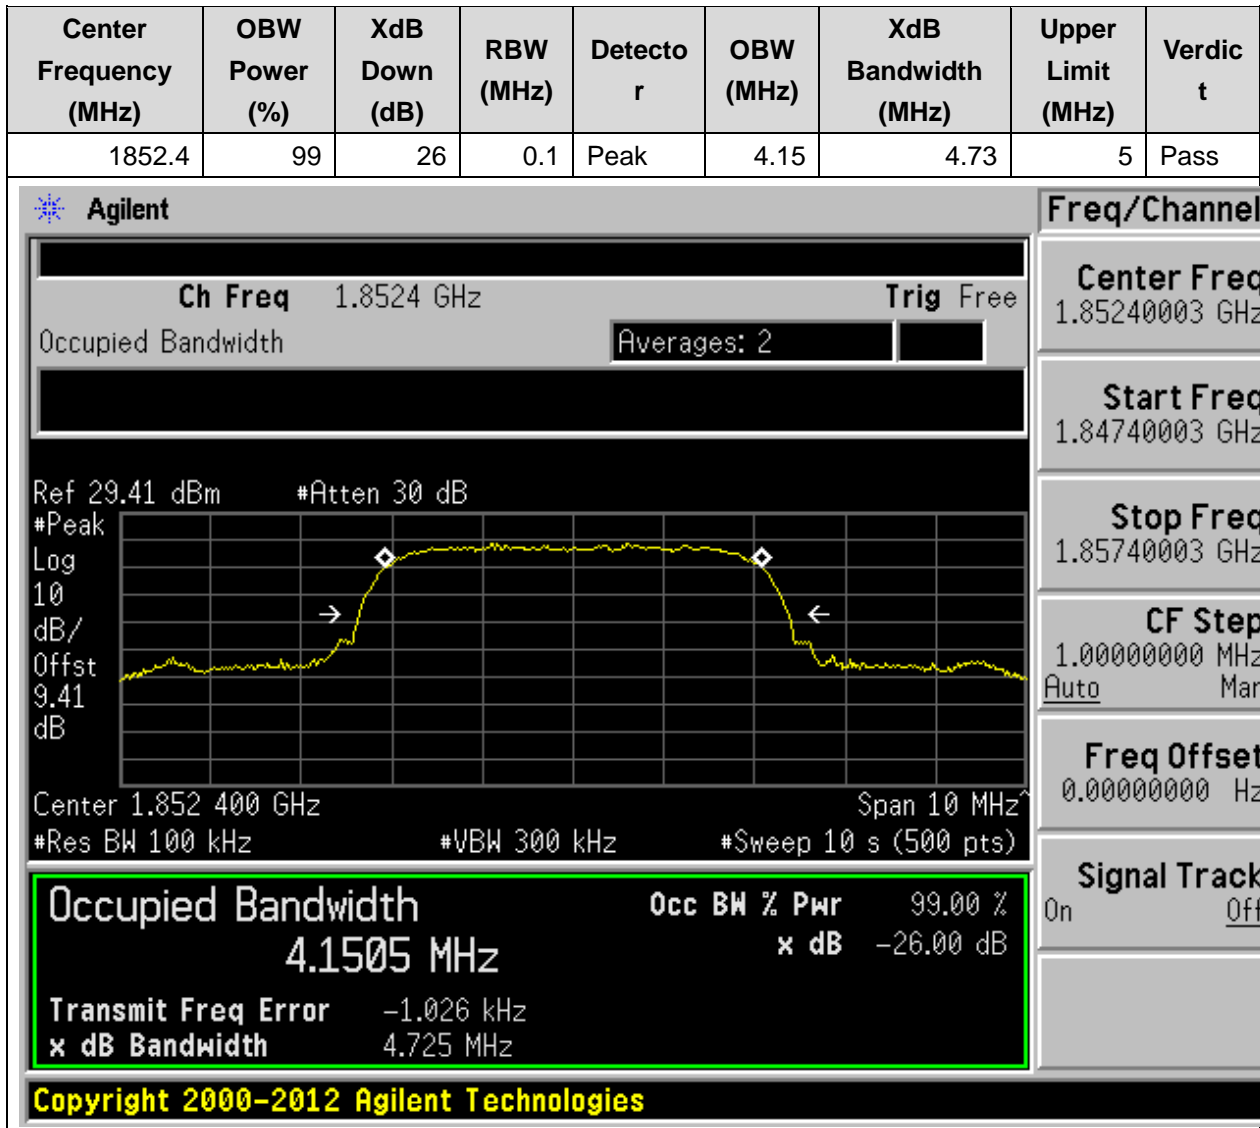 Center Frequency (MHz) OBW Power (%) XdB Down (dB) RBW (MHz) Detecto r OBW (MHz) XdB Bandwidth (MHz) Upper Limit (MHz) Verdic t
1852.4 99 26 0.1 Peak 4.15 4.73 5 Pass
Agilent
Freq/Channel
Ch Freq 1.8524 GHz Trig Free
Occupied Bandwidth Averages: 2
Center Freq
1.85240003 GHz
Start Freq
1.84740003 GHz
Stop Freq
1.85740003 GHz
CF Step
1.00000000 MHz
Auto Man
Freq Offset
0.00000000 Hz
Signal Track
On Off
Ref 29.41 dBm #Atten 30 dB
#Peak
Log
10
dB/
Offst
9.41
dB
Center 1.852 400 GHz Span 10 MHz^
#Res BW 100 kHz #VBW 300 kHz #Sweep 10 s (500 pts)
Occupied Bandwidth
4.1505 MHz
Occ BW % Pwr 99.00 %
x dB -26.00 dB
Transmit Freq Error -1.026 kHz
x dB Bandwidth 4.725 MHz
Copyright 2000-2012 Agilent Technologies